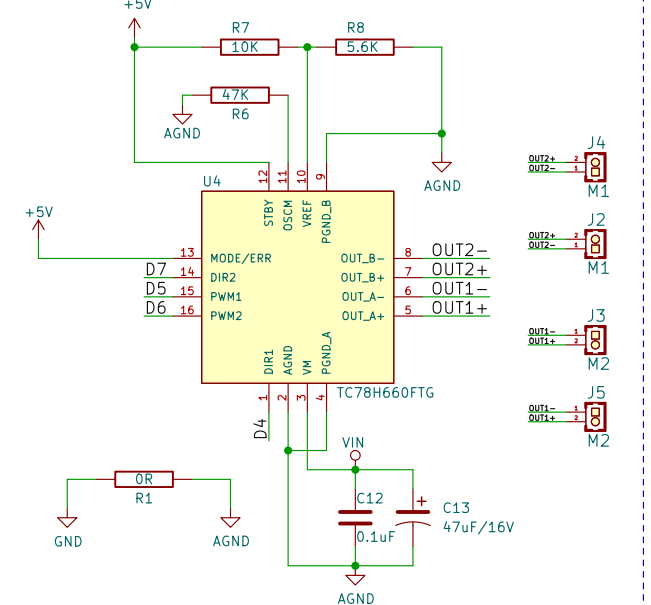 +5V
R7
R8
10K
5.6K
47K
R6
AGND
AGND
U4
12
11
10
9
STBY
OSCM
VREF
PGND_B
+5V
13
MODE/ERR
OUT_B-
8
OUT2-
D7
14
DIR2
OUT_B+
7
OUT2+
D5
15
PWM1
OUT_A-
6
OUT1-
D6
16
PWM2
OUT_A+
5
OUT1+
DIR1
AGND
VM
PGND_A
1
2
3
4
TC78H660FTG
D4
VIN
0R
R1
GND
AGND
C12
0.1uF
+
C13
47uF/16V
AGND
J4
OUT2+
2
OUT2-
1
M1
J2
OUT2+
2
OUT2-
1
M1
J3
OUT1-
1
OUT1+
2
M2
J5
OUT1-
1
OUT1+
2
M2